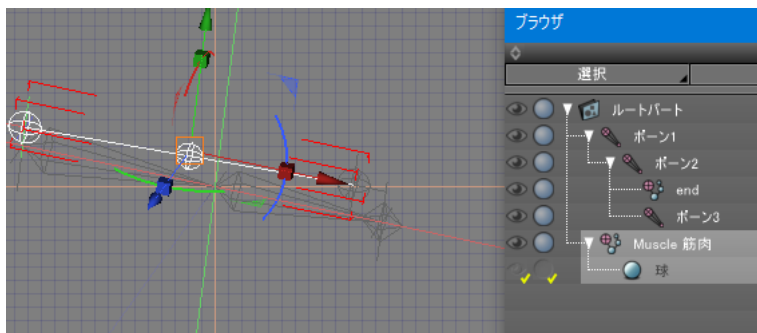 ブラウザ
選択
ルートパート
ボーン1
ボーン2
end
ボーン3
Muscle 筋肉
球